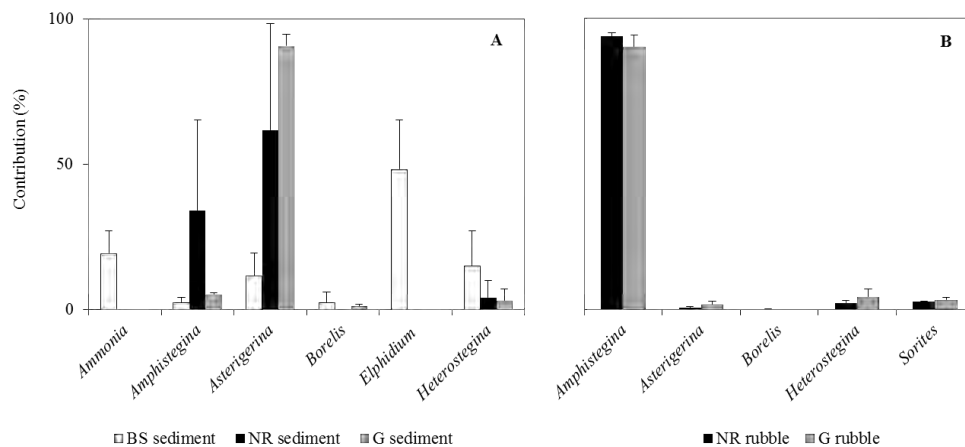 100
A
B
Contribution (%)
50
0
Ammonia
Amphistegina
Asterigerina
Borelis
Elphidium
Heterostegina
Amphistegina
Asterigerina
Borelis
Heterostegina
Sorites
BS sediment NR sediment G sediment
NR rubble G rubble